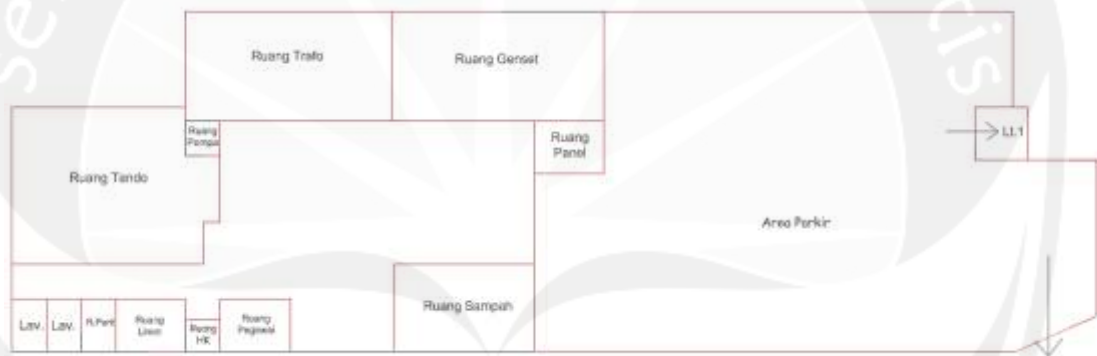 Ruang Trafo
Ruang Genset
Ruang
Pompa
Ruang
Panel
LI.1
Ruang Tando
Area Parkir
Ruang Sampah
Lav.
Lav.
Ruang
Linen
Ruang
HK
Ruang
Pegawai